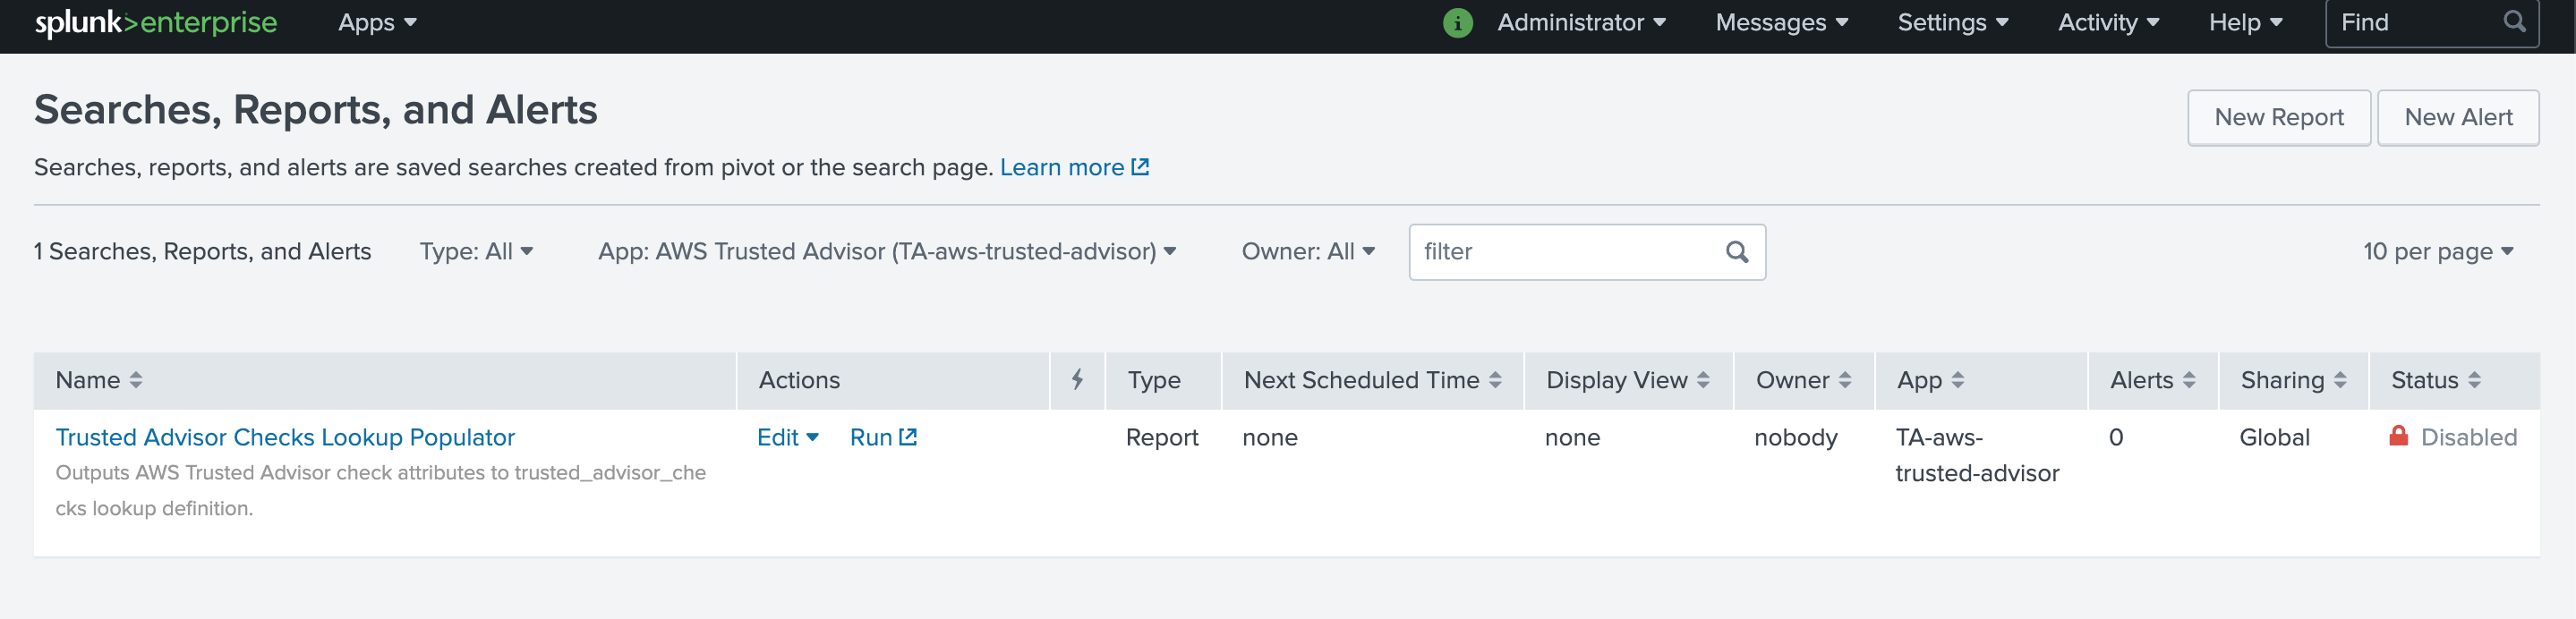 splunk>enterprise Apps i Administrator Messages Settings Activity Help Find
Searches, Reports, and Alerts
New Report New Alert
Searches, reports, and alerts are saved searches created from pivot or the search page. Learn more
1 Searches, Reports, and Alerts Type: All App: AWS Trusted Advisor (TA-aws-trusted-advisor) Owner: All filter 10 per page
Name Actions Type Next Scheduled Time Display View Owner App Alerts Sharing Status
Trusted Advisor Checks Lookup Populator Edit Run Report none none nobody TA-aws- 0 Global Disabled
Outputs AWS Trusted Advisor check attributes to trusted_advisor_che trusted-advisor
cks lookup definition.